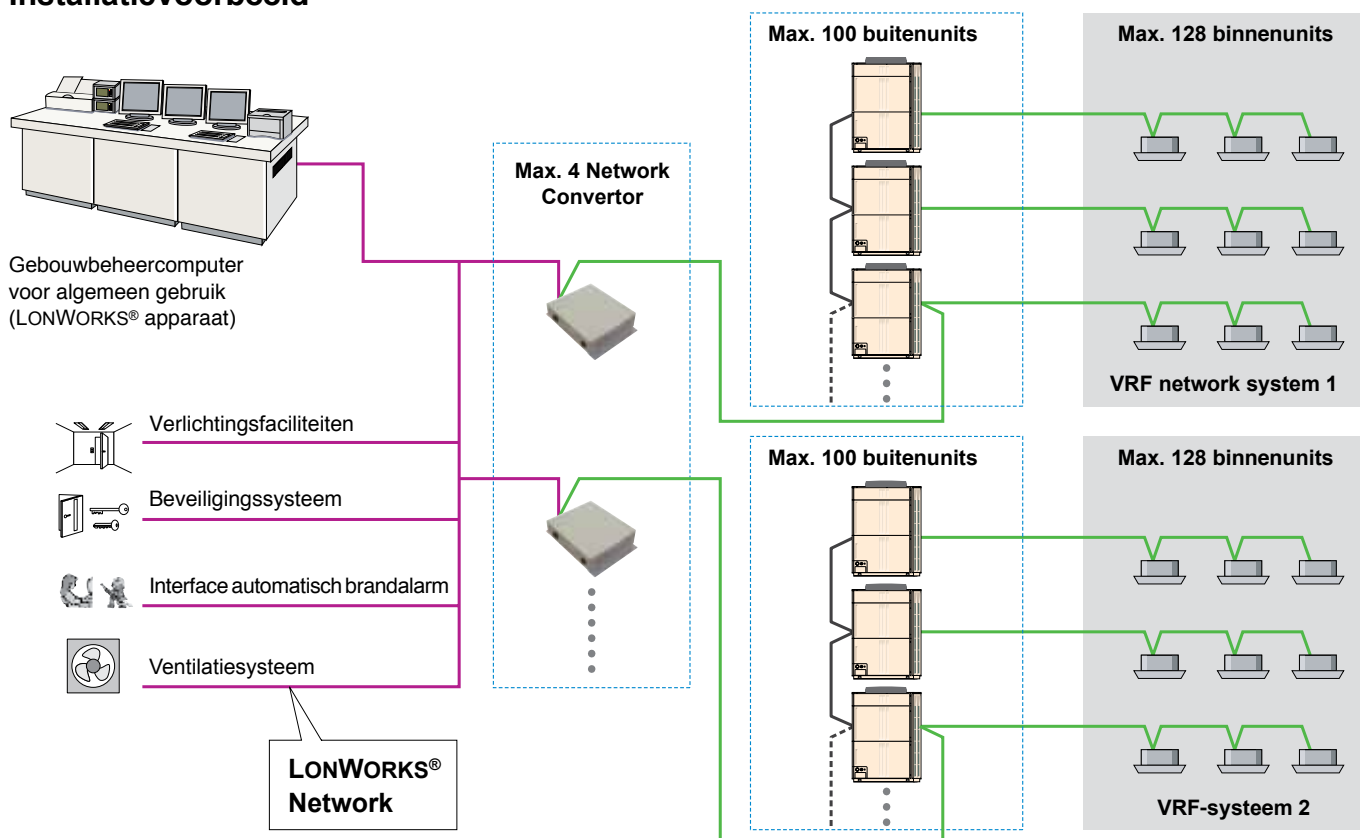 Installatievoorbeeld
Max. 100 buitenunits
Max. 128 binnenunits
Max. 4 Network
Convertor
Gebouwbeheercomputer
voor algemeen gebruik
(LONWORKS® apparaat)
VRF network system 1
Verlichtingsfaciliteiten
Beveiligingssysteem
Interface automatisch brandalarm
Ventilatiesysteem
LONWORKS®
Network
Max. 100 buitenunits
Max. 128 binnenunits
VRF-systeem 2